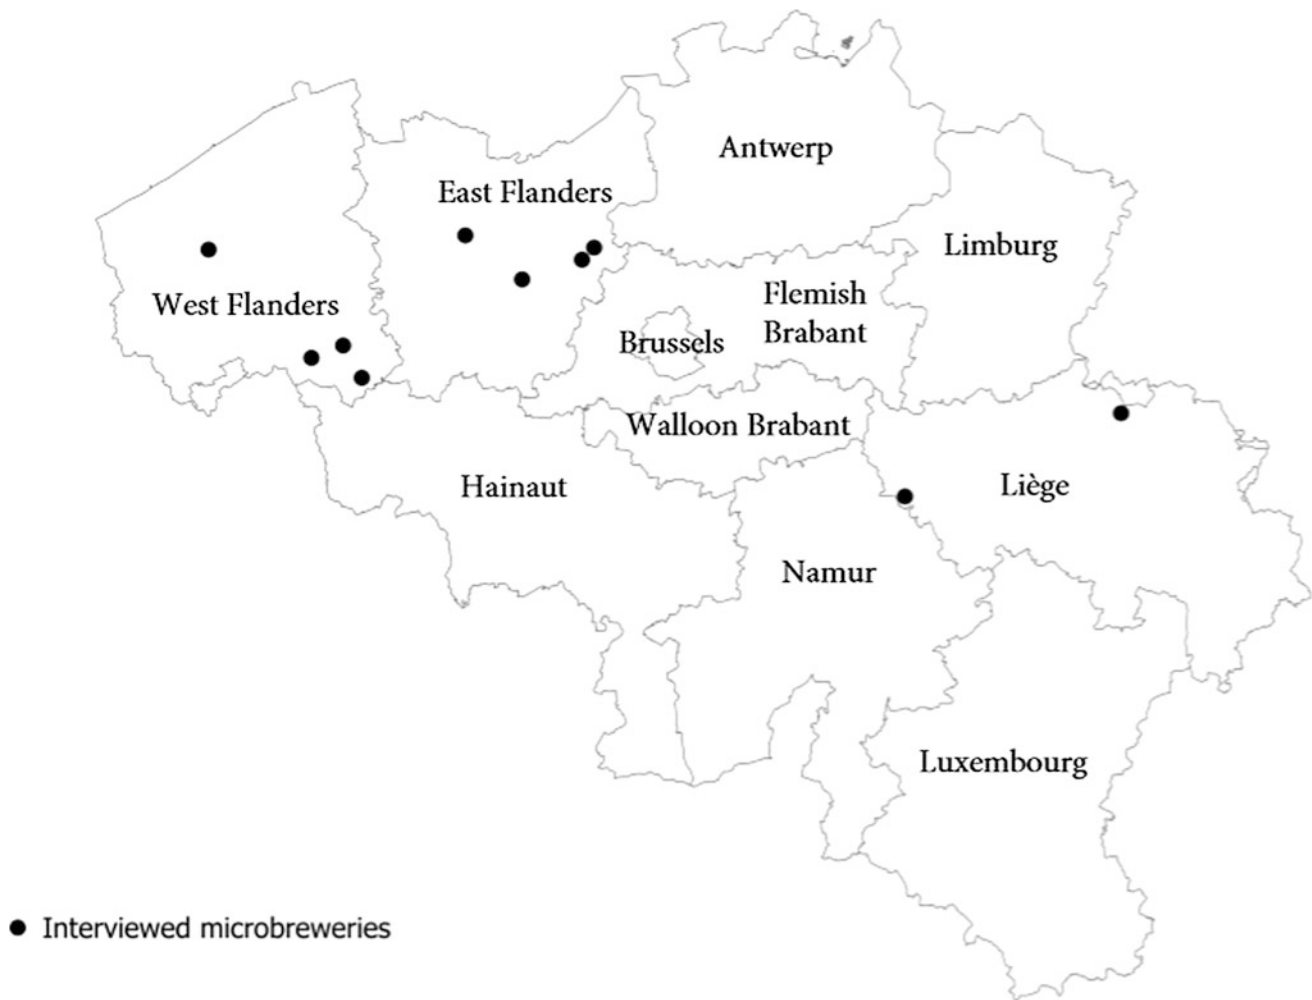 Antwerp
East Flanders
Limburg
West Flanders
Flemish
Brabant
Brussels
Walloon Brabant
Hainaut
Liège
Namur
Luxembourg
Interviewed microbreweries